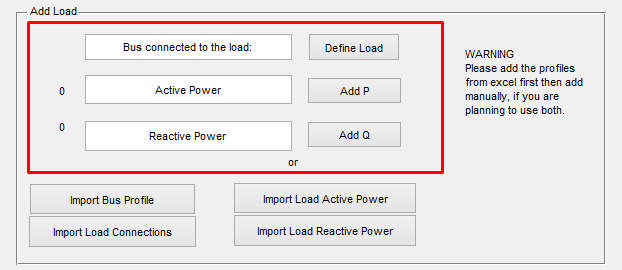 Add Load
Bus connected to the load:
Define Load
0
Active Power
Add P
0
Reactive Power
Add Q
or
WARNING
Please add the profiles
from excel first then add
manually, if you are
planning to use both.
Import Bus Profile
Import Load Active Power
Import Load Connections
Import Load Reactive Power